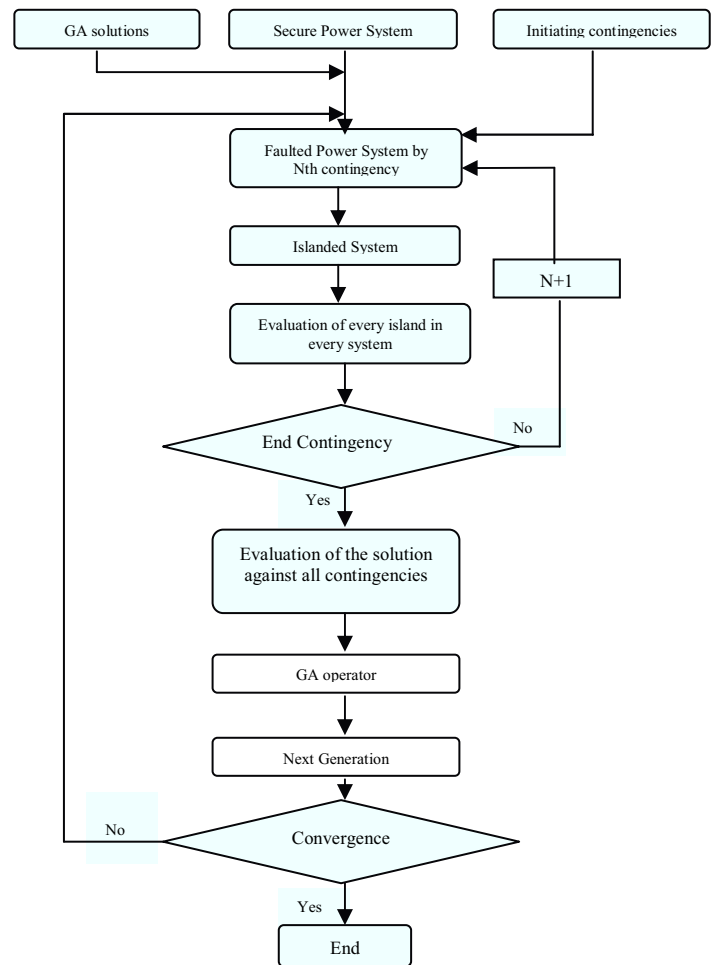 GA solutions
Secure Power System
Initiating contingencies
Faulted Power System by
Nth contingency
Islanded System
N+1
Evaluation of every island in
every system
End Contingency
No
Yes
Evaluation of the solution
against all contingencies
GA operator
Next Generation
No
Convergence
Yes
End